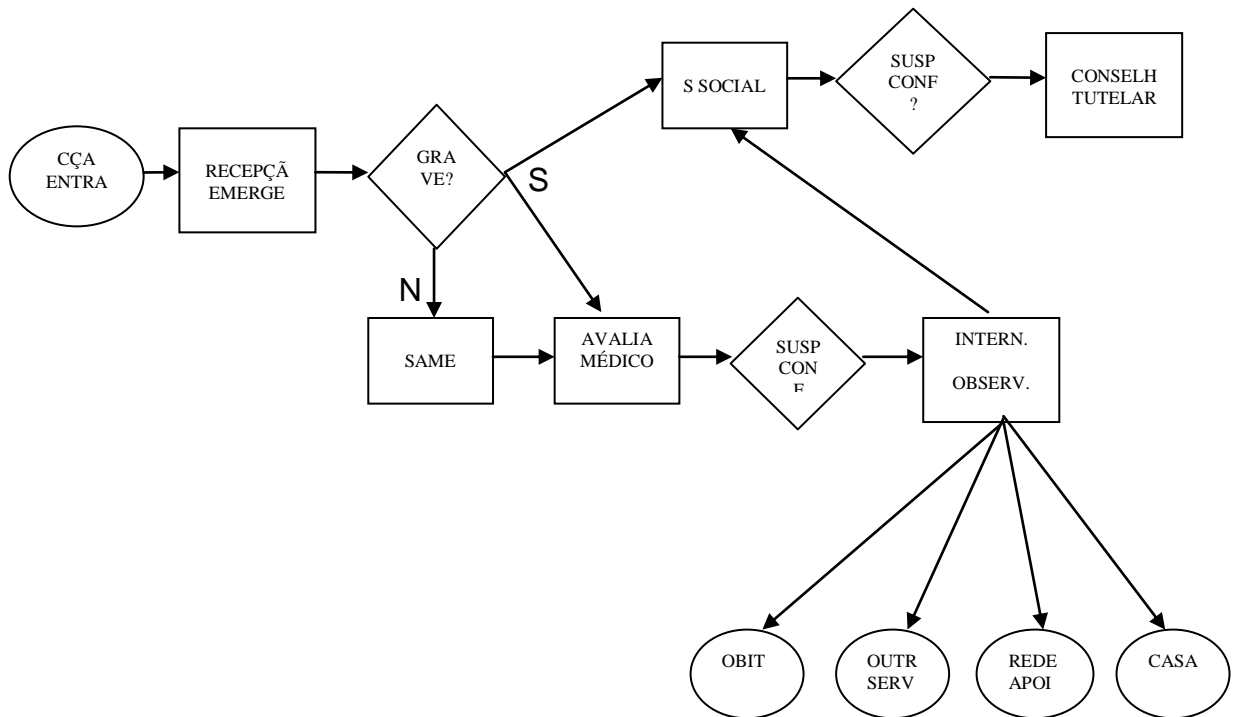 CÇA
ENTRA
RECEPÇÃ
EMERGE
GRA
VE?
S
N
S SOCIAL
SUSP
CONF
?
CONSELH
TUTELAR
SAME
AVALIA
MÉDICO
SUSP
CON
INTERN.
OBSERV.
OBIT
OUTR
SERV
REDE
APOI
CASA